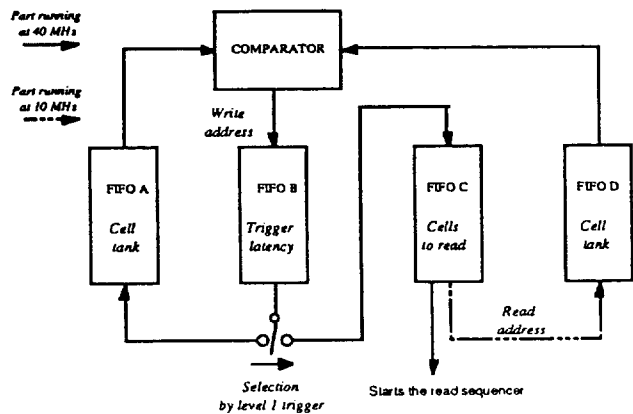 Part running
at 40 MHs
COMPARATOR
Part running
at 10 MHs
Write
address
FIFO A
Cell
tank
FIFO B
Trigger
latency
FIFO C
Cells
to read
FIFO D
Cell
tank
Read
address
Selection
by level 1 trigger
Starts the read sequencer